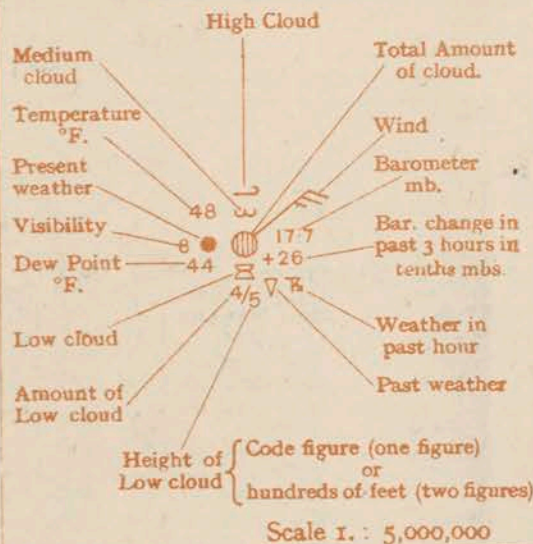 High Cloud
Medium
cloud
Total Amount
of cloud.
Temperature
°F.
Wind
Present
weather
Barometer
mb.
48
Visibility
8
17.7
Bar. change in
past 3 hours in
tenths mbs.
+26
Dew Point
°F.
44
4/5
Low cloud
Weather in
past hour
Amount of
Low cloud
Past weather
Height of
Low cloud
Code figure (one figure)
or
hundreds of feet (two figures)
Scale 1. : 5,000,000